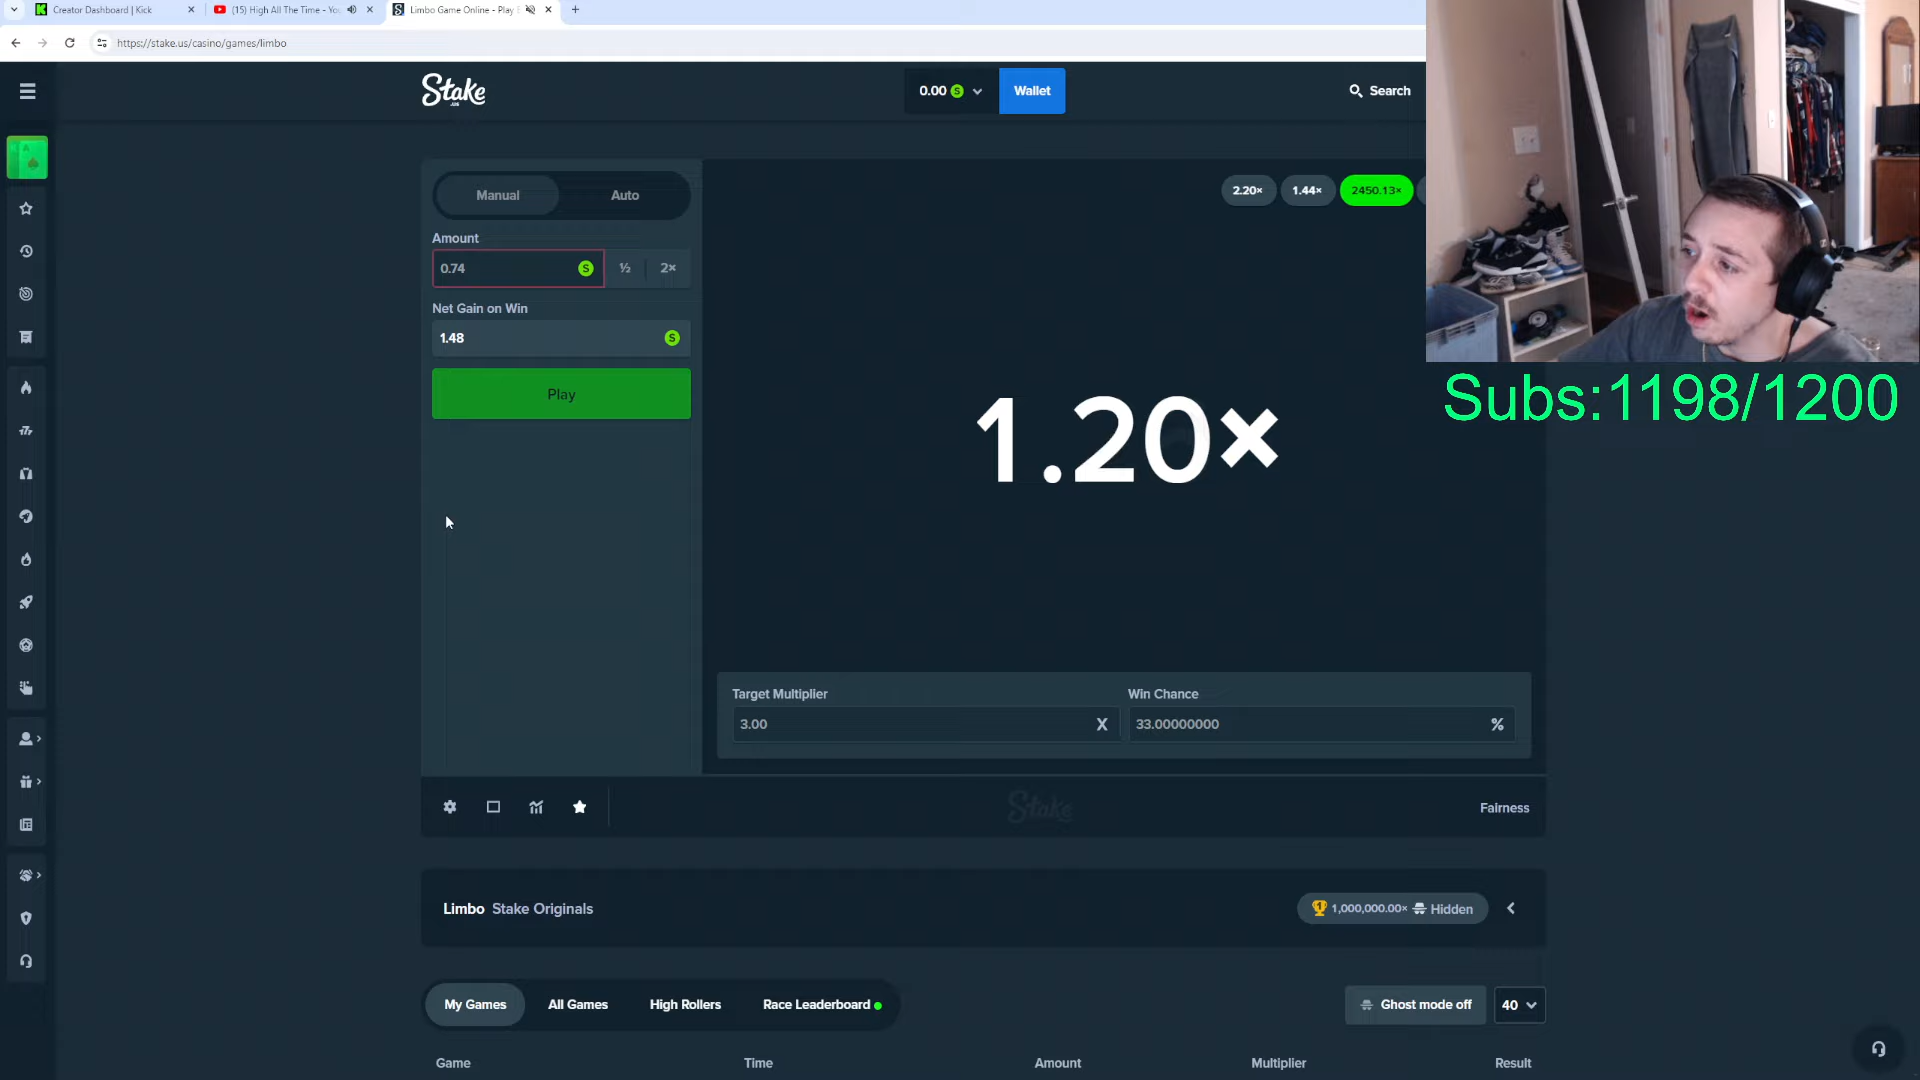 Creator Dashboard | Kick
(15) High All The Time - Yo
Limbo Game Online - Play
https://stake.us/casino/games/limbo
Stake
.US
0.00
Wallet
Search
Manual
Auto
2.20×
1.44×
2450.13×
Amount
0.74
½
2×
Net Gain on Win
1.48
Play
1.20×
Subs:1198/1200
Target Multiplier
Win Chance
3.00
X
33.00000000
%
Stake
Fairness
Limbo Stake Originals
1
1,000,000.00×
Hidden
My Games
All Games
High Rollers
Race Leaderboard
Ghost mode off
40
Game
Time
Amount
Multiplier
Result